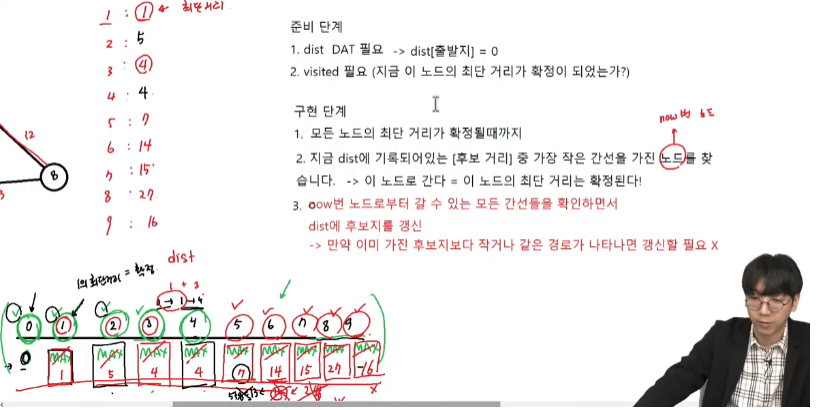 1 : 1 ← 최단거리
2 : 5
3 : 4
4 : 4
5 : 7
6 : 14
7 : 15
8 : 27
9 : 16
12
8
3
준비 단계
1. dist DAT 필요 -> dist[출발지] = 0
2. visited 필요 (지금 이 노드의 최단 거리가 확정이 되었는가?)
구현 단계
now번 노드
1. 모든 노드의 최단 거리가 확정될때까지
2. 지금 dist에 기록되어있는 [후보 거리] 중 가장 작은 간선을 가진 노드를 찾
습니다. -> 이 노드로 간다 = 이 노드의 최단 거리는 확정된다!
3. now번 노드로부터 갈 수 있는 모든 간선들을 확인하면서
dist에 후보지를 갱신
-> 만약 이미 가진 후보지보다 작거나 같은 경로가 나타나면 갱신할 필요 X
dist
1의 최단거리 = 확정
1 + 3
→ 1 → 4
0 1 2 3 4 5 6 7 8 9
MAX MAX MAX MAX MAX MAX MAX MAX MAX
0 1 5 4 4 7 14 15 27 16
X